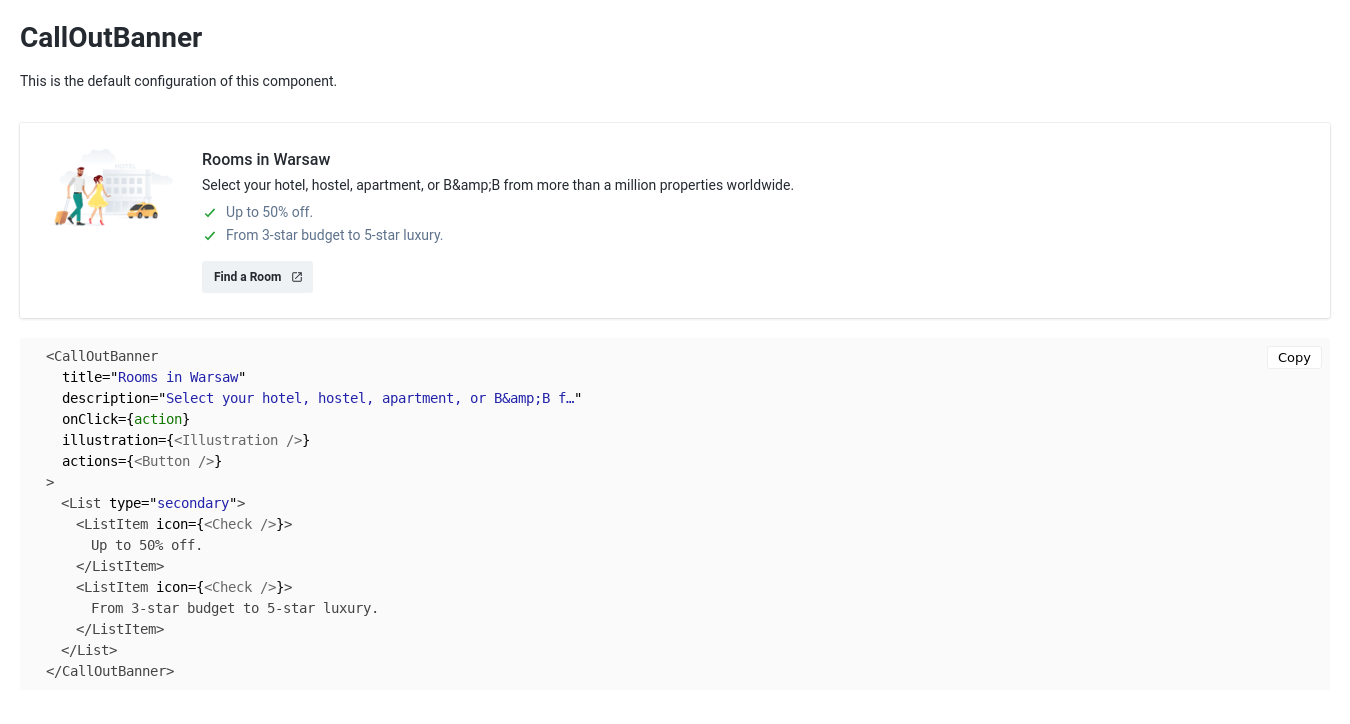 CallOutBanner
This is the default configuration of this component.
Rooms in Warsaw
Select your hotel, hostel, apartment, or B&amp;B from more than a million properties worldwide.
Up to 50% off.
From 3-star budget to 5-star luxury.
Find a Room
Copy
<CallOutBanner
title="Rooms in Warsaw"
description="Select your hotel, hostel, apartment, or B&amp;B f…"
onClick={action}
illustration={<Illustration />}
actions={<Button />}
>
<List type="secondary">
<ListItem icon={<Check />}>
Up to 50% off.
</ListItem>
<ListItem icon={<Check />}>
From 3-star budget to 5-star luxury.
</ListItem>
</List>
</CallOutBanner>